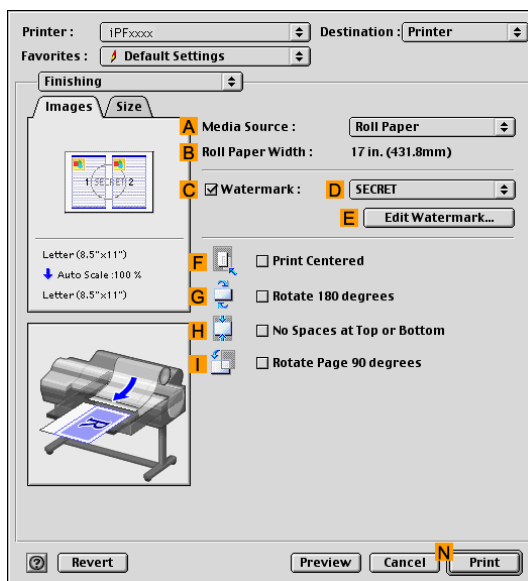 Printer : iPFxxxx Destination : Printer
Favorites : Default Settings
Finishing
Images Size
A Media Source : Roll Paper
B Roll Paper Width : 17 in. (431.8mm)
1 SECRET 2
C Watermark : D SECRET
E Edit Watermark...
Letter (8.5"x11")
Auto Scale :100 %
Letter (8.5"x11")
F Print Centered
G Rotate 180 degrees
H No Spaces at Top or Bottom
I Rotate Page 90 degrees
R
? Revert Preview Cancel N Print